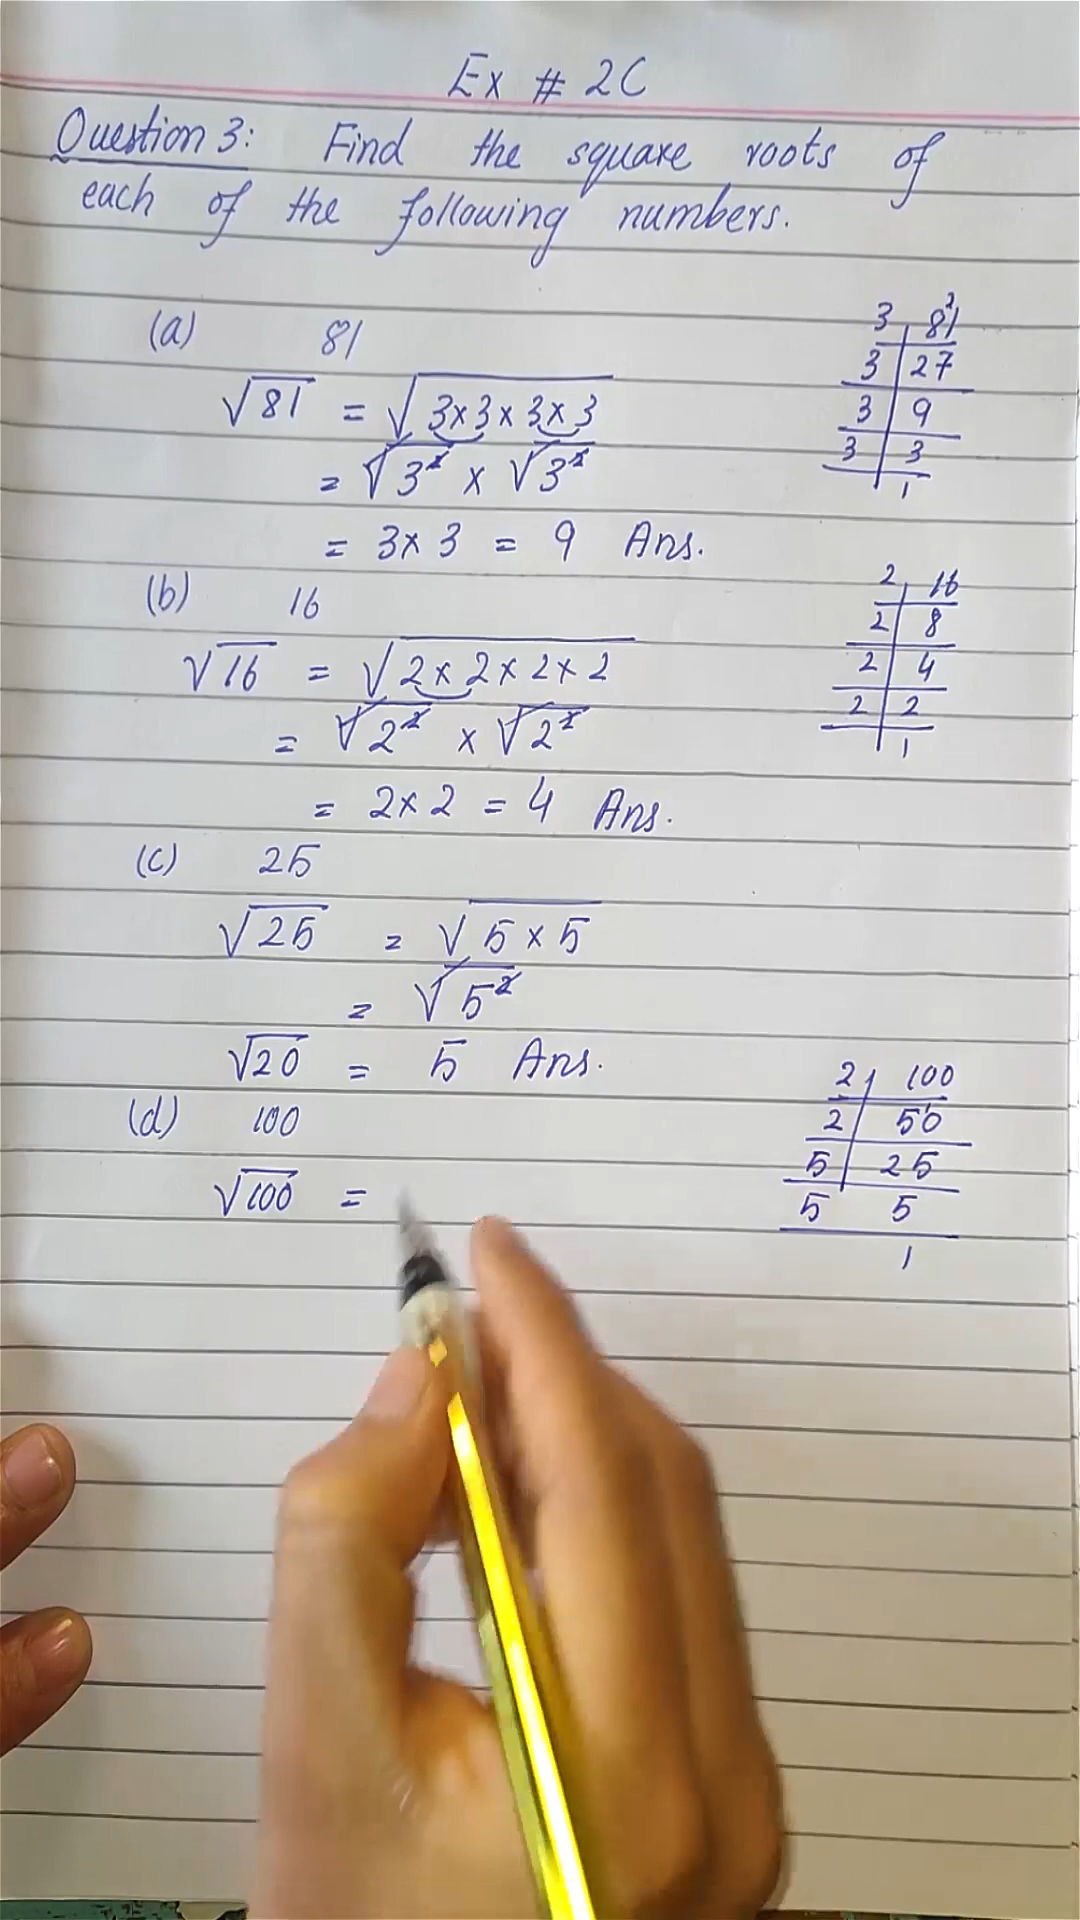 Ex # 2C
Question 3: Find the square roots of
each of the following numbers.
(a) 81
√81 = √3×3×3×3
= √3² × √3²
= 3×3 = 9 Ans.
3 | 81
3 | 27
3 | 9
3 | 3
1
(b) 16
√16 = √2×2×2×2
= √2² × √2²
= 2×2 = 4 Ans.
2 | 16
2 | 8
2 | 4
2 | 2
1
(c) 25
√25 = √5×5
= √5²
√20 = 5 Ans.
(d) 100
√100 =
2 | 100
2 | 50
5 | 25
5 5
1